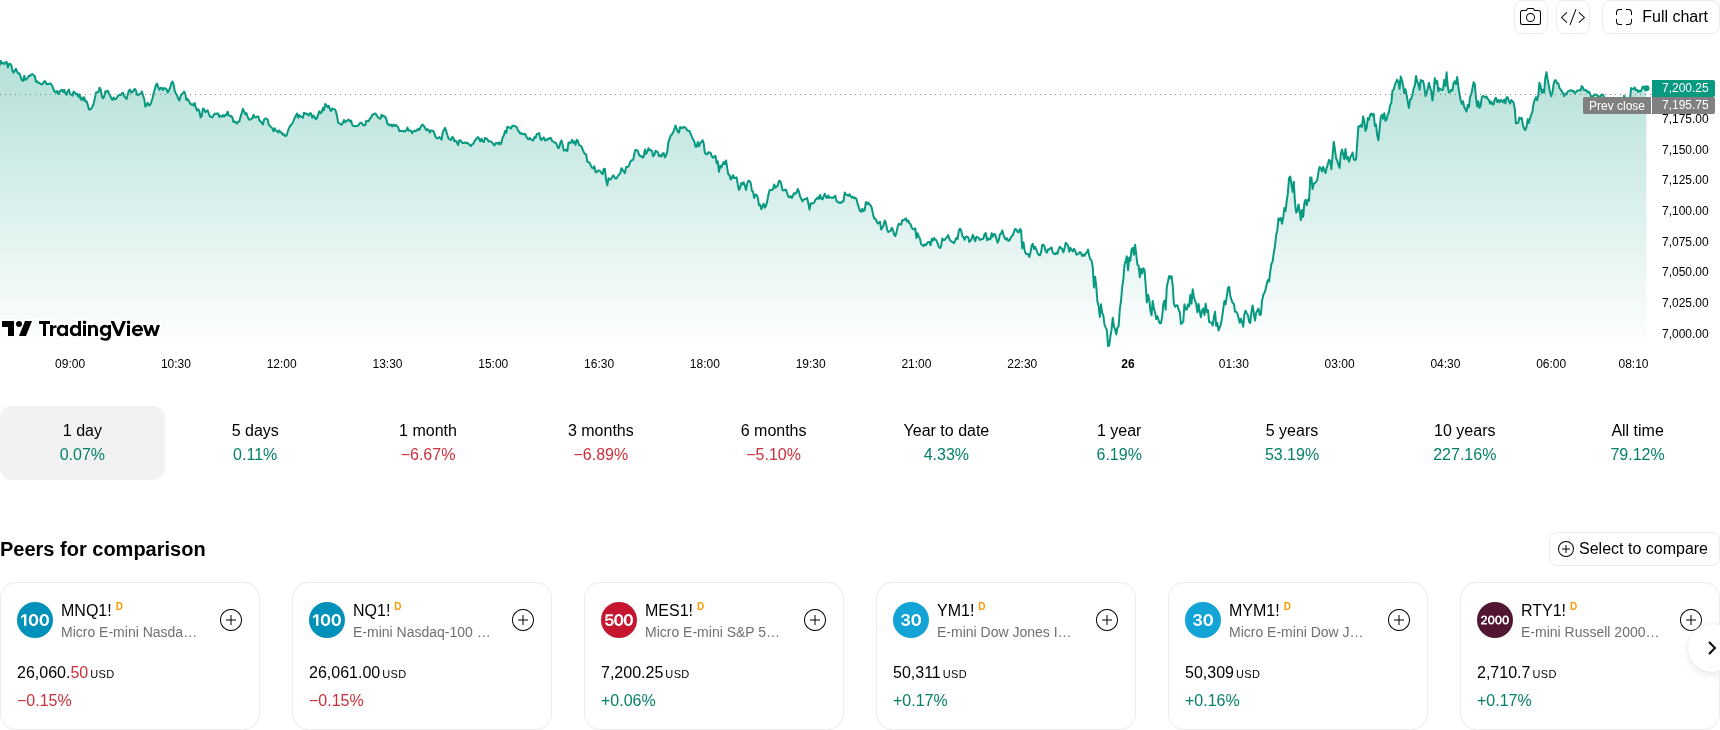 Full chart
7,200.25
Prev close 7,195.75
7,175.00
7,150.00
7,125.00
7,100.00
7,075.00
7,050.00
7,025.00
7,000.00
TradingView
09:00 10:30 12:00 13:30 15:00 16:30 18:00 19:30 21:00 22:30 26 01:30 03:00 04:30 06:00 08:10
1 day 5 days 1 month 3 months 6 months Year to date 1 year 5 years 10 years All time
0.07% 0.11% −6.67% −6.89% −5.10% 4.33% 6.19% 53.19% 227.16% 79.12%
Peers for comparison
Select to compare
100 MNQ1! D
Micro E-mini Nasda…
26,060.50 USD
−0.15%
100 NQ1! D
E-mini Nasdaq-100 …
26,061.00 USD
−0.15%
500 MES1! D
Micro E-mini S&P 5…
7,200.25 USD
+0.06%
30 YM1! D
E-mini Dow Jones I…
50,311 USD
+0.17%
30 MYM1! D
Micro E-mini Dow J…
50,309 USD
+0.16%
2000 RTY1! D
E-mini Russell 2000…
2,710.7 USD
+0.17%